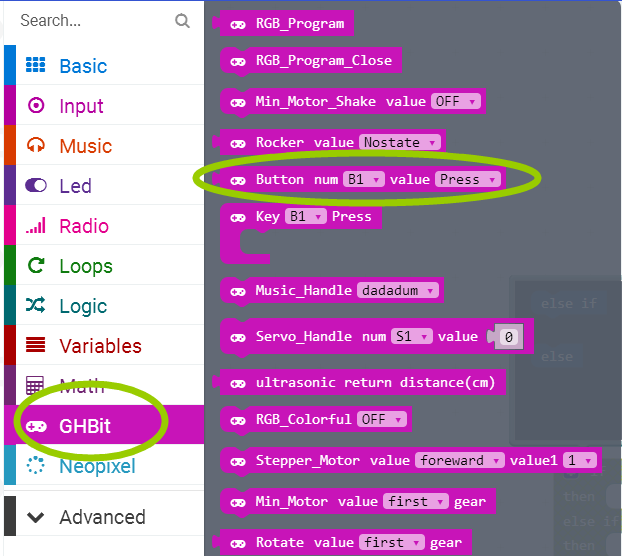 Search...
Basic
Input
Music
Led
Radio
Loops
Logic
Variables
Math
GHBit
Neopixel
Advanced
RGB_Program
RGB_Program_Close
Min_Motor_Shake value OFF
Rocker value Nostate
Button num B1 value Press
Key B1 Press
Music_Handle dadadum
Servo_Handle num S1 value 0
ultrasonic return distance(cm)
RGB_Colorful OFF
Stepper_Motor value foreward value1 1
Min_Motor value first gear
Rotate value first gear
else if
else
if
then
else if
then